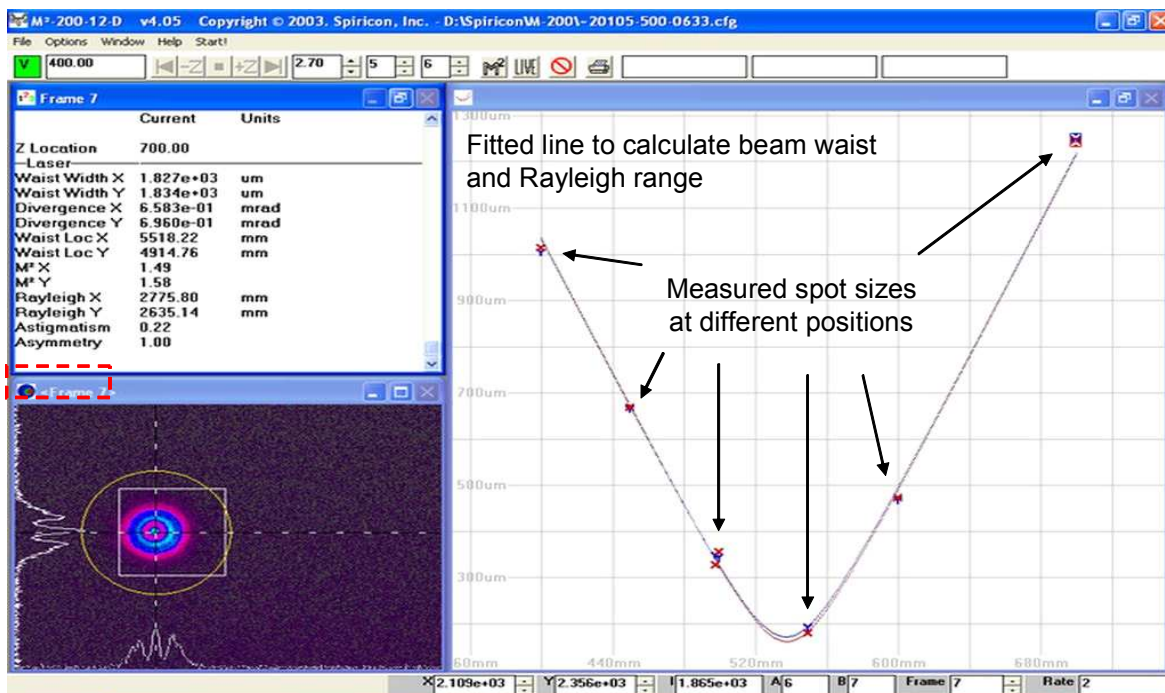 M²-200-12-D v4.05 Copyright © 2003. Spiricon, Inc. - D:\Spiricon\M-200\~20105-500-0633.cfg
File Options Window Help Start!
V 400.00 -Z +Z 2.70 5 6 M² LIVE
Frame 7
Current Units
Z Location 700.00
Laser
Waist Width X 1.827e+03 um
Waist Width Y 1.834e+03 um
Divergence X 6.583e-01 mrad
Divergence Y 6.960e-01 mrad
Waist Loc X 5518.22 mm
Waist Loc Y 4914.76 mm
M² X 1.49
M² Y 1.58
Rayleigh X 2775.80 mm
Rayleigh Y 2635.14 mm
Astigmatism 0.22
Asymmetry 1.00
<Frame 7>
1300um
Fitted line to calculate beam waist
and Rayleigh range
1100um
Measured spot sizes
at different positions
900um
700um
500um
300um
60mm 440mm 520mm 600mm 680mm
X 2.109e+03 Y 2.356e+03 I 1.865e+03 A 6 B 7 Frame 7 Rate 2